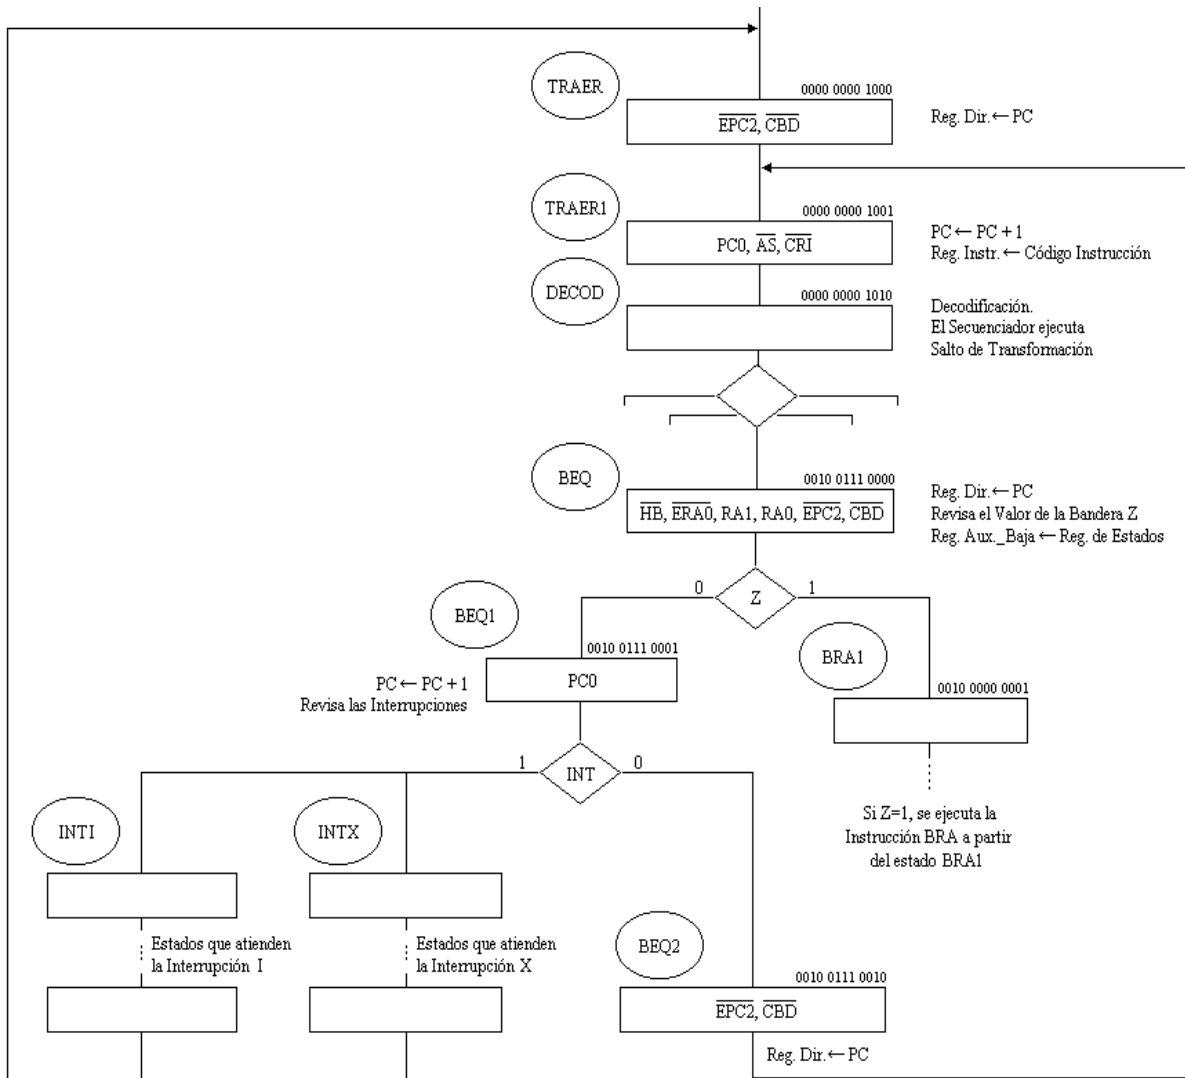 TRAER
0000 0000 1000
EPC2, CBD
Reg. Dir.← PC
TRAER1
0000 0000 1001
PC0, AS, CRI
PC ← PC + 1
Reg. Instr.← Código Instrucción
DECOD
0000 0000 1010
Decodificación.
El Secuenciador ejecuta
Salto de Transformación
BEQ
0010 0111 0000
HB, ERA0, RA1, RA0, EPC2, CBD
Reg. Dir.← PC
Revisa el Valor de la Bandera Z
Reg. Aux._Baja ← Reg. de Estados
0
Z
1
BEQ1
0010 0111 0001
PC0
PC ← PC + 1
Revisa las Interrupciones
BRA1
0010 0000 0001
Si Z=1, se ejecuta la
Instrucción BRA a partir
del estado BRA1
1
INT
0
INTI
Estados que atienden
la Interrupción I
INTX
Estados que atienden
la Interrupción X
BEQ2
0010 0111 0010
EPC2, CBD
Reg. Dir.← PC